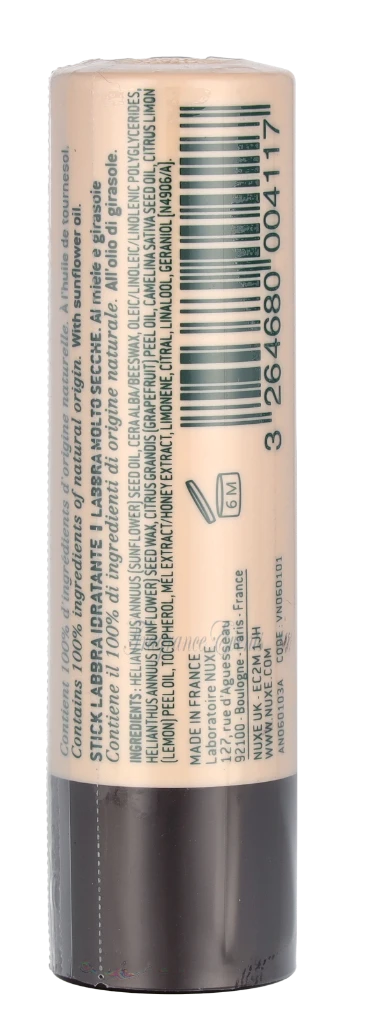 Contient 100% d'ingrédients d'origine naturelle. À l'huile de tournesol.
Contains 100% ingredients of natural origin. With sunflower oil.
STICK LABBRA IDRATANTE | LABBRA MOLTO SECCHE. Al miele e girasole
Contiene il 100% di ingredienti di origine naturale. All'olio di girasole.
INGREDIENTS: HELIANTHUS ANNUUS (SUNFLOWER) SEED OIL, CERA ALBA/BEESWAX, OLEIC/LINOLEIC/LINOLENIC POLYGLYCERIDES,
HELIANTHUS ANNUUS (SUNFLOWER) SEED WAX, CITRUS GRANDIS (GRAPEFRUIT) PEEL OIL, CAMELINA SATIVA SEED OIL, CITRUS LIMON
(LEMON) PEEL OIL, TOCOPHEROL, MEL EXTRACT/HONEY EXTRACT, LIMONENE, CITRAL, LINALOOL, GERANIOL (N4906/A).
MADE IN FRANCE
Laboratoire NUXE
127, rue d'Aguesseau
92100 - Boulogne - Paris - France
NUXE UK - EC2M 1JH
WWW.NUXE.COM
AN060103A CODE : VN060101
6 M
3 264680 004117